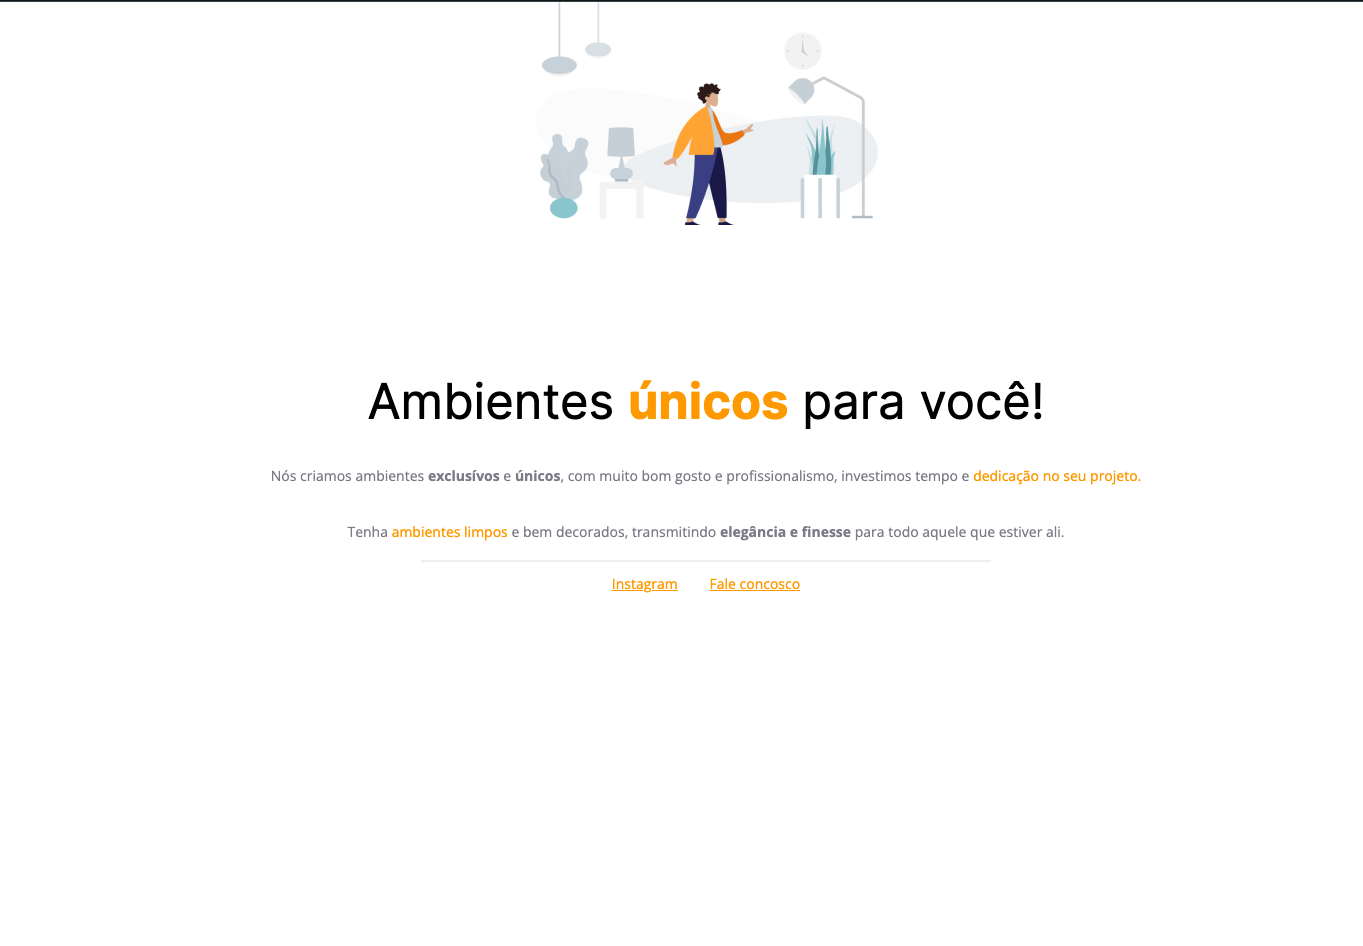 Ambientes únicos para você!
Nós criamos ambientes exclusívos e únicos, com muito bom gosto e profissionalismo, investimos tempo e dedicação no seu projeto.
Tenha ambientes limpos e bem decorados, transmitindo elegância e finesse para todo aquele que estiver ali.
Instagram Fale concosco